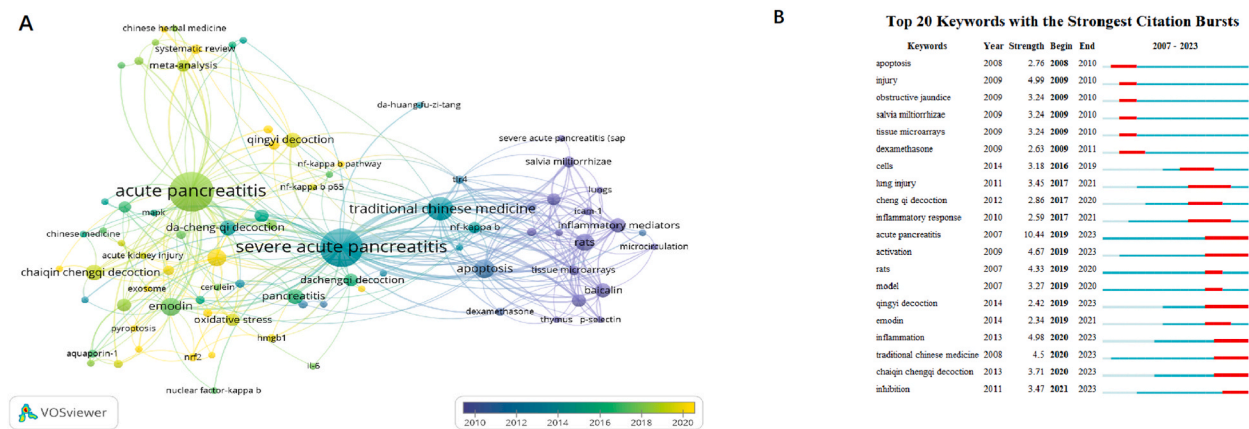 A
chinese herbal medicine
systematic review
meta-analysis
da-huang-fu-zi-tang
severe acute pancreatitis (sap
qingyi decoction
salvia miltiorrhizae
nf-kappa b pathway
tlr4
acute pancreatitis
nf-kappa b p65
lungs
traditional chinese medicine
icam-1
mapk
inflammatory mediators
chinese medicine
da-cheng-qi decoction
nf-kappa b
severe acute pancreatitis
rats
microcirculation
acute kidney injury
chaiqin chengqi decoction
apoptosis
tissue microarrays
exosome
cerulein
dachengqi decoction
baicalin
emodin
pancreatitis
dexamethasone
thymus
p-selectin
pyroptosis
oxidative stress
hmgb1
aquaporin-1
nrf2
il-6
nuclear factor-kappa b
VOSviewer
2010 2012 2014 2016 2018 2020
B
Top 20 Keywords with the Strongest Citation Bursts
Keywords Year Strength Begin End 2007 - 2023
apoptosis 2008 2.76 2008 2010
injury 2009 4.99 2009 2010
obstructive jaundice 2009 3.24 2009 2010
salvia miltiorrhizae 2009 3.24 2009 2010
tissue microarrays 2009 3.24 2009 2010
dexamethasone 2009 2.63 2009 2011
cells 2014 3.18 2016 2019
lung injury 2011 3.45 2017 2021
cheng qi decoction 2012 2.86 2017 2020
inflammatory response 2010 2.59 2017 2021
acute pancreatitis 2007 10.44 2019 2023
activation 2009 4.67 2019 2023
rats 2007 4.33 2019 2020
model 2007 3.27 2019 2020
qingyi decoction 2014 2.42 2019 2023
emodin 2014 2.34 2019 2021
inflammation 2013 4.98 2020 2023
traditional chinese medicine 2008 4.5 2020 2023
chaiqin chengqi decoction 2013 3.71 2020 2023
inhibition 2011 3.47 2021 2023